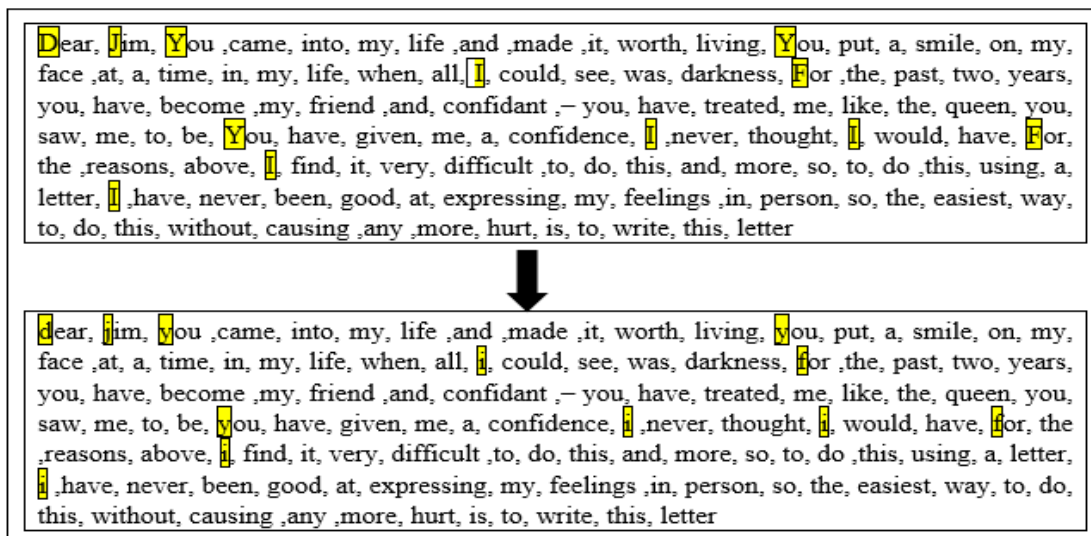 Dear, Jim, You ,came, into, my, life ,and ,made ,it, worth, living, You, put, a, smile, on, my,
face ,at, a, time, in, my, life, when, all, I, could, see, was, darkness, For ,the, past, two, years,
you, have, become ,my, friend ,and, confidant ,– you, have, treated, me, like, the, queen, you,
saw, me, to, be, You, have, given, me, a, confidence, I ,never, thought, I, would, have, For,
the ,reasons, above, I, find, it, very, difficult ,to, do, this, and, more, so, to, do ,this, using, a,
letter, I ,have, never, been, good, at, expressing, my, feelings ,in, person, so, the, easiest, way,
to, do, this, without, causing ,any ,more, hurt, is, to, write, this, letter
dear, jim, you ,came, into, my, life ,and ,made ,it, worth, living, you, put, a, smile, on, my,
face ,at, a, time, in, my, life, when, all, i, could, see, was, darkness, for ,the, past, two, years,
you, have, become ,my, friend ,and, confidant ,– you, have, treated, me, like, the, queen, you,
saw, me, to, be, you, have, given, me, a, confidence, i ,never, thought, i, would, have, for, the
,reasons, above, i, find, it, very, difficult ,to, do, this, and, more, so, to, do ,this, using, a, letter,
i ,have, never, been, good, at, expressing, my, feelings ,in, person, so, the, easiest, way, to, do,
this, without, causing ,any ,more, hurt, is, to, write, this, letter